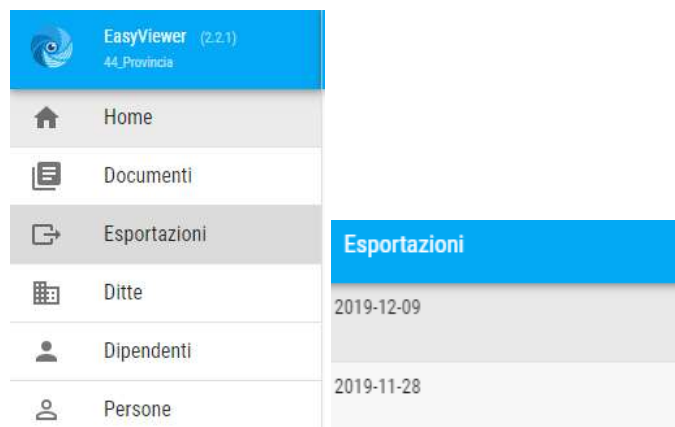 EasyViewer (2.2.1)
44_Provincia
Home
Documenti
Esportazioni
Ditte
Dipendenti
Persone
Esportazioni
2019-12-09
2019-11-28